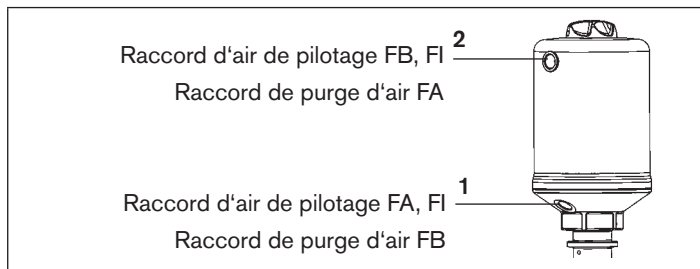 Raccord d‘air de pilotage FB, FI 2
Raccord de purge d‘air FA
Raccord d‘air de pilotage FA, FI 1
Raccord de purge d‘air FB